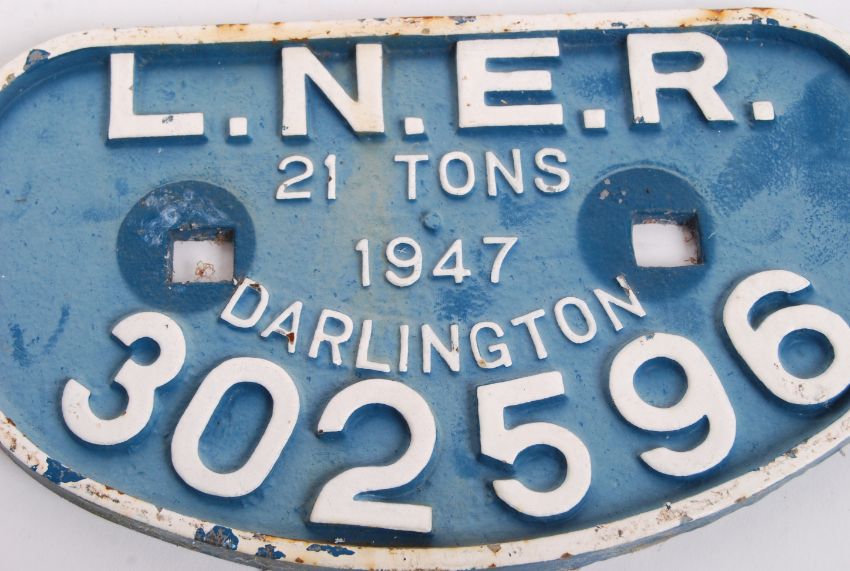 L.N.E.R.
21 TONS
1947
DARLINGTON
302596